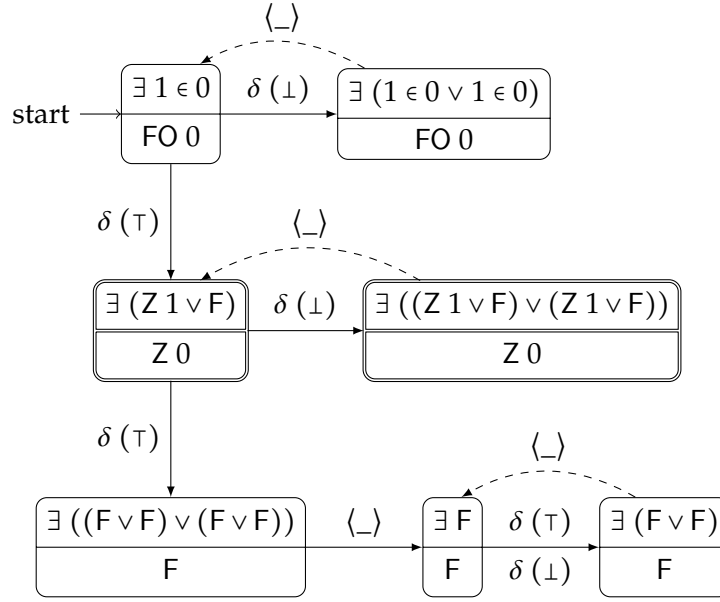 ⟨_⟩
∃ 1 ∈ 0
δ (⊥)
∃ (1 ∈ 0 ∨ 1 ∈ 0)
start
FO 0
FO 0
δ (⊤)
⟨_⟩
∃ (Z 1 ∨ F)
δ (⊥)
∃ ((Z 1 ∨ F) ∨ (Z 1 ∨ F))
Z 0
Z 0
δ (⊤)
⟨_⟩
∃ ((F ∨ F) ∨ (F ∨ F))
⟨_⟩
∃ F
δ (⊤)
∃ (F ∨ F)
F
F
δ (⊥)
F